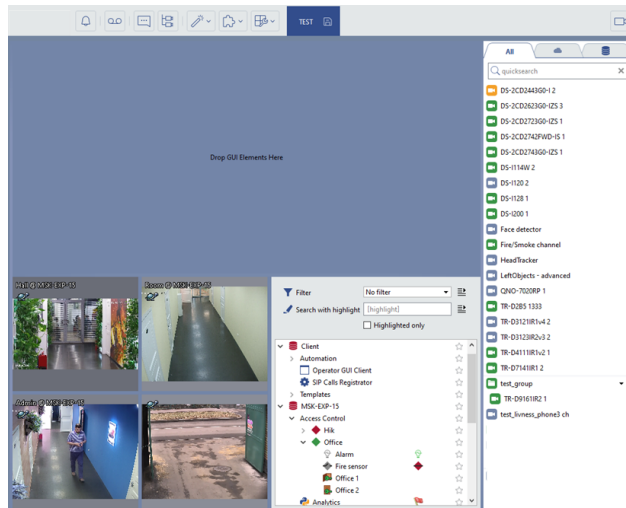 TEST
All
quicksearch
DS-2CD2443G0-I 2
DS-2CD2623G0-IZS 3
DS-2CD2723G0-IZS 1
DS-2CD2742FWD-IS 1
DS-2CD2743G0-IZS 1
DS-I114W 2
DS-I120 2
DS-I128 1
DS-I200 1
Face detector
Fire/Smoke channel
HeadTracker
LeftObjects - advanced
QNO-7020RP 1
TR-D2B5 1333
TR-D3121IR1v4 2
TR-D3123IR2v3 2
TR-D4111IR1v2 1
TR-D7141IR1 2
test_group
TR-D9161IR2 1
test_livness_phone3 ch
Drop GUI Elements Here
Hall @ MSK-EXP-15
Room @ MSK-EXP-15
Admin @ MSK-EXP-15
Filter
No filter
Search with highlight
[highlight]
Highlighted only
Client
Automation
Operator GUI Client
SIP Calls Registrator
Templates
MSK-EXP-15
Access Control
Hik
Office
Alarm
Fire sensor
Office 1
Office 2
Analytics